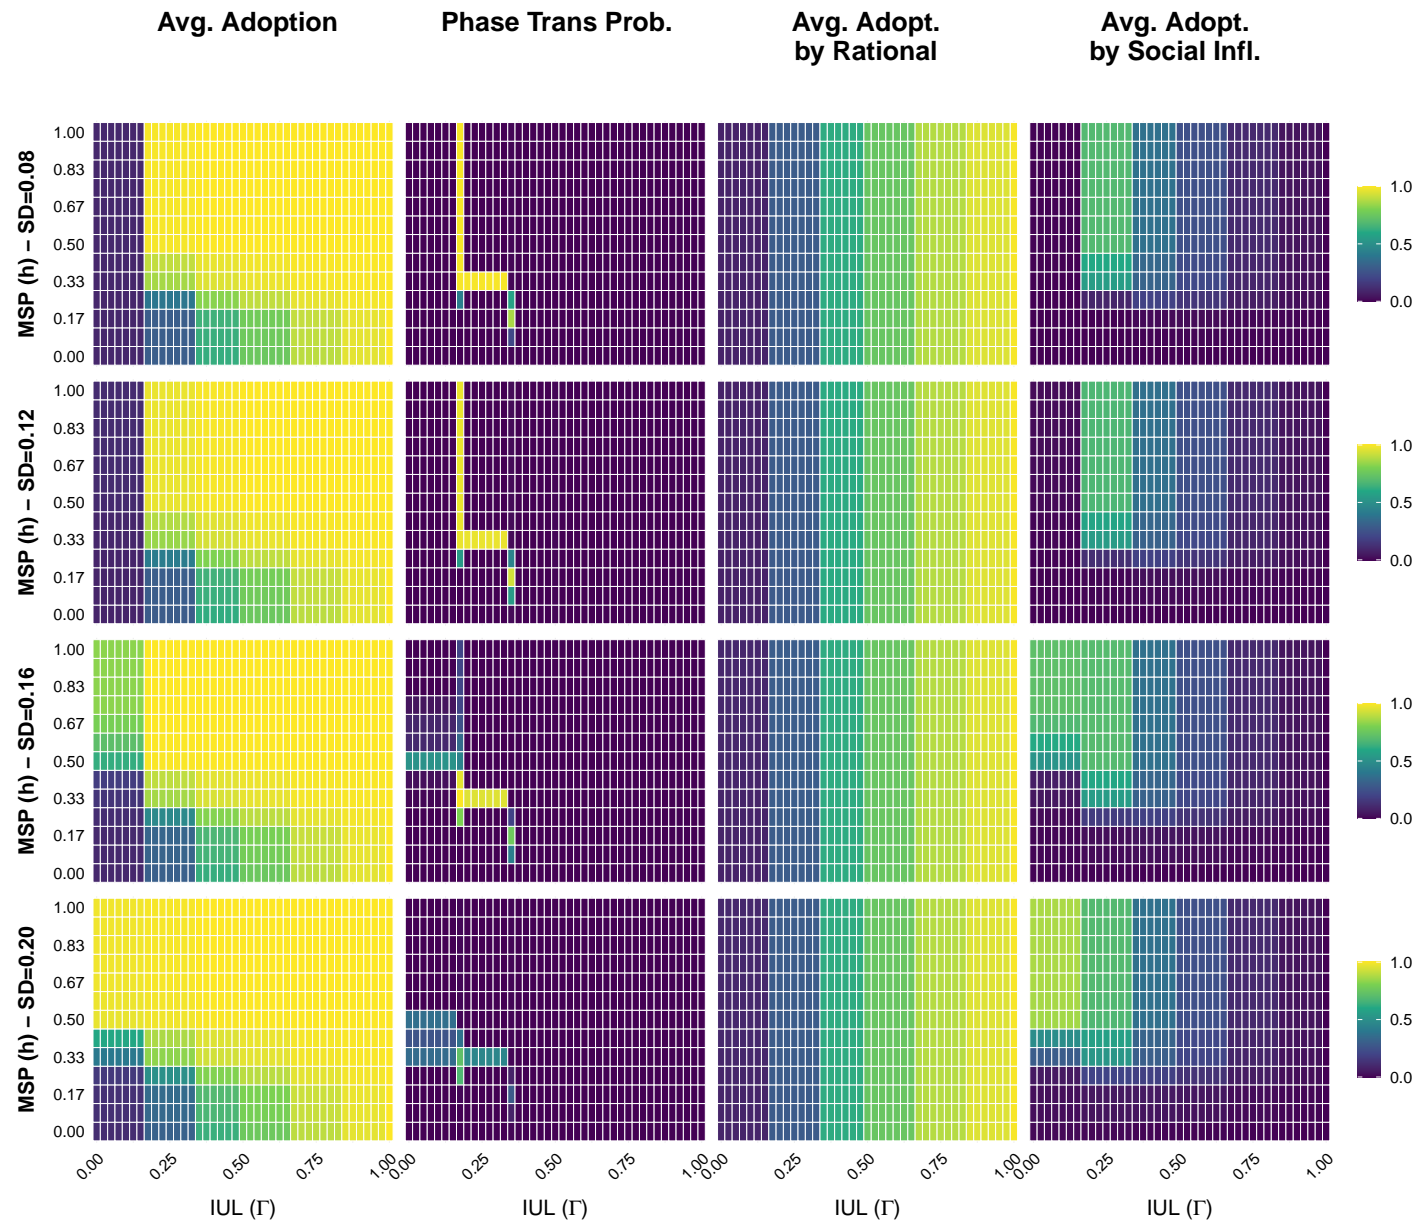 Avg. Adoption
Phase Trans Prob.
Avg. Adopt.
by Rational
Avg. Adopt.
by Social Infl.
MSP (h) − SD=0.08
1.00
0.83
0.67
0.50
0.33
0.17
0.00
1.0
0.5
0.0
MSP (h) − SD=0.12
1.00
0.83
0.67
0.50
0.33
0.17
0.00
1.0
0.5
0.0
MSP (h) − SD=0.16
1.00
0.83
0.67
0.50
0.33
0.17
0.00
1.0
0.5
0.0
MSP (h) − SD=0.20
1.00
0.83
0.67
0.50
0.33
0.17
0.00
1.0
0.5
0.0
0.00 0.25 0.50 0.75 1.00
0.00 0.25 0.50 0.75 1.00
0.00 0.25 0.50 0.75 1.00
0.00 0.25 0.50 0.75 1.00
IUL (Γ)
IUL (Γ)
IUL (Γ)
IUL (Γ)